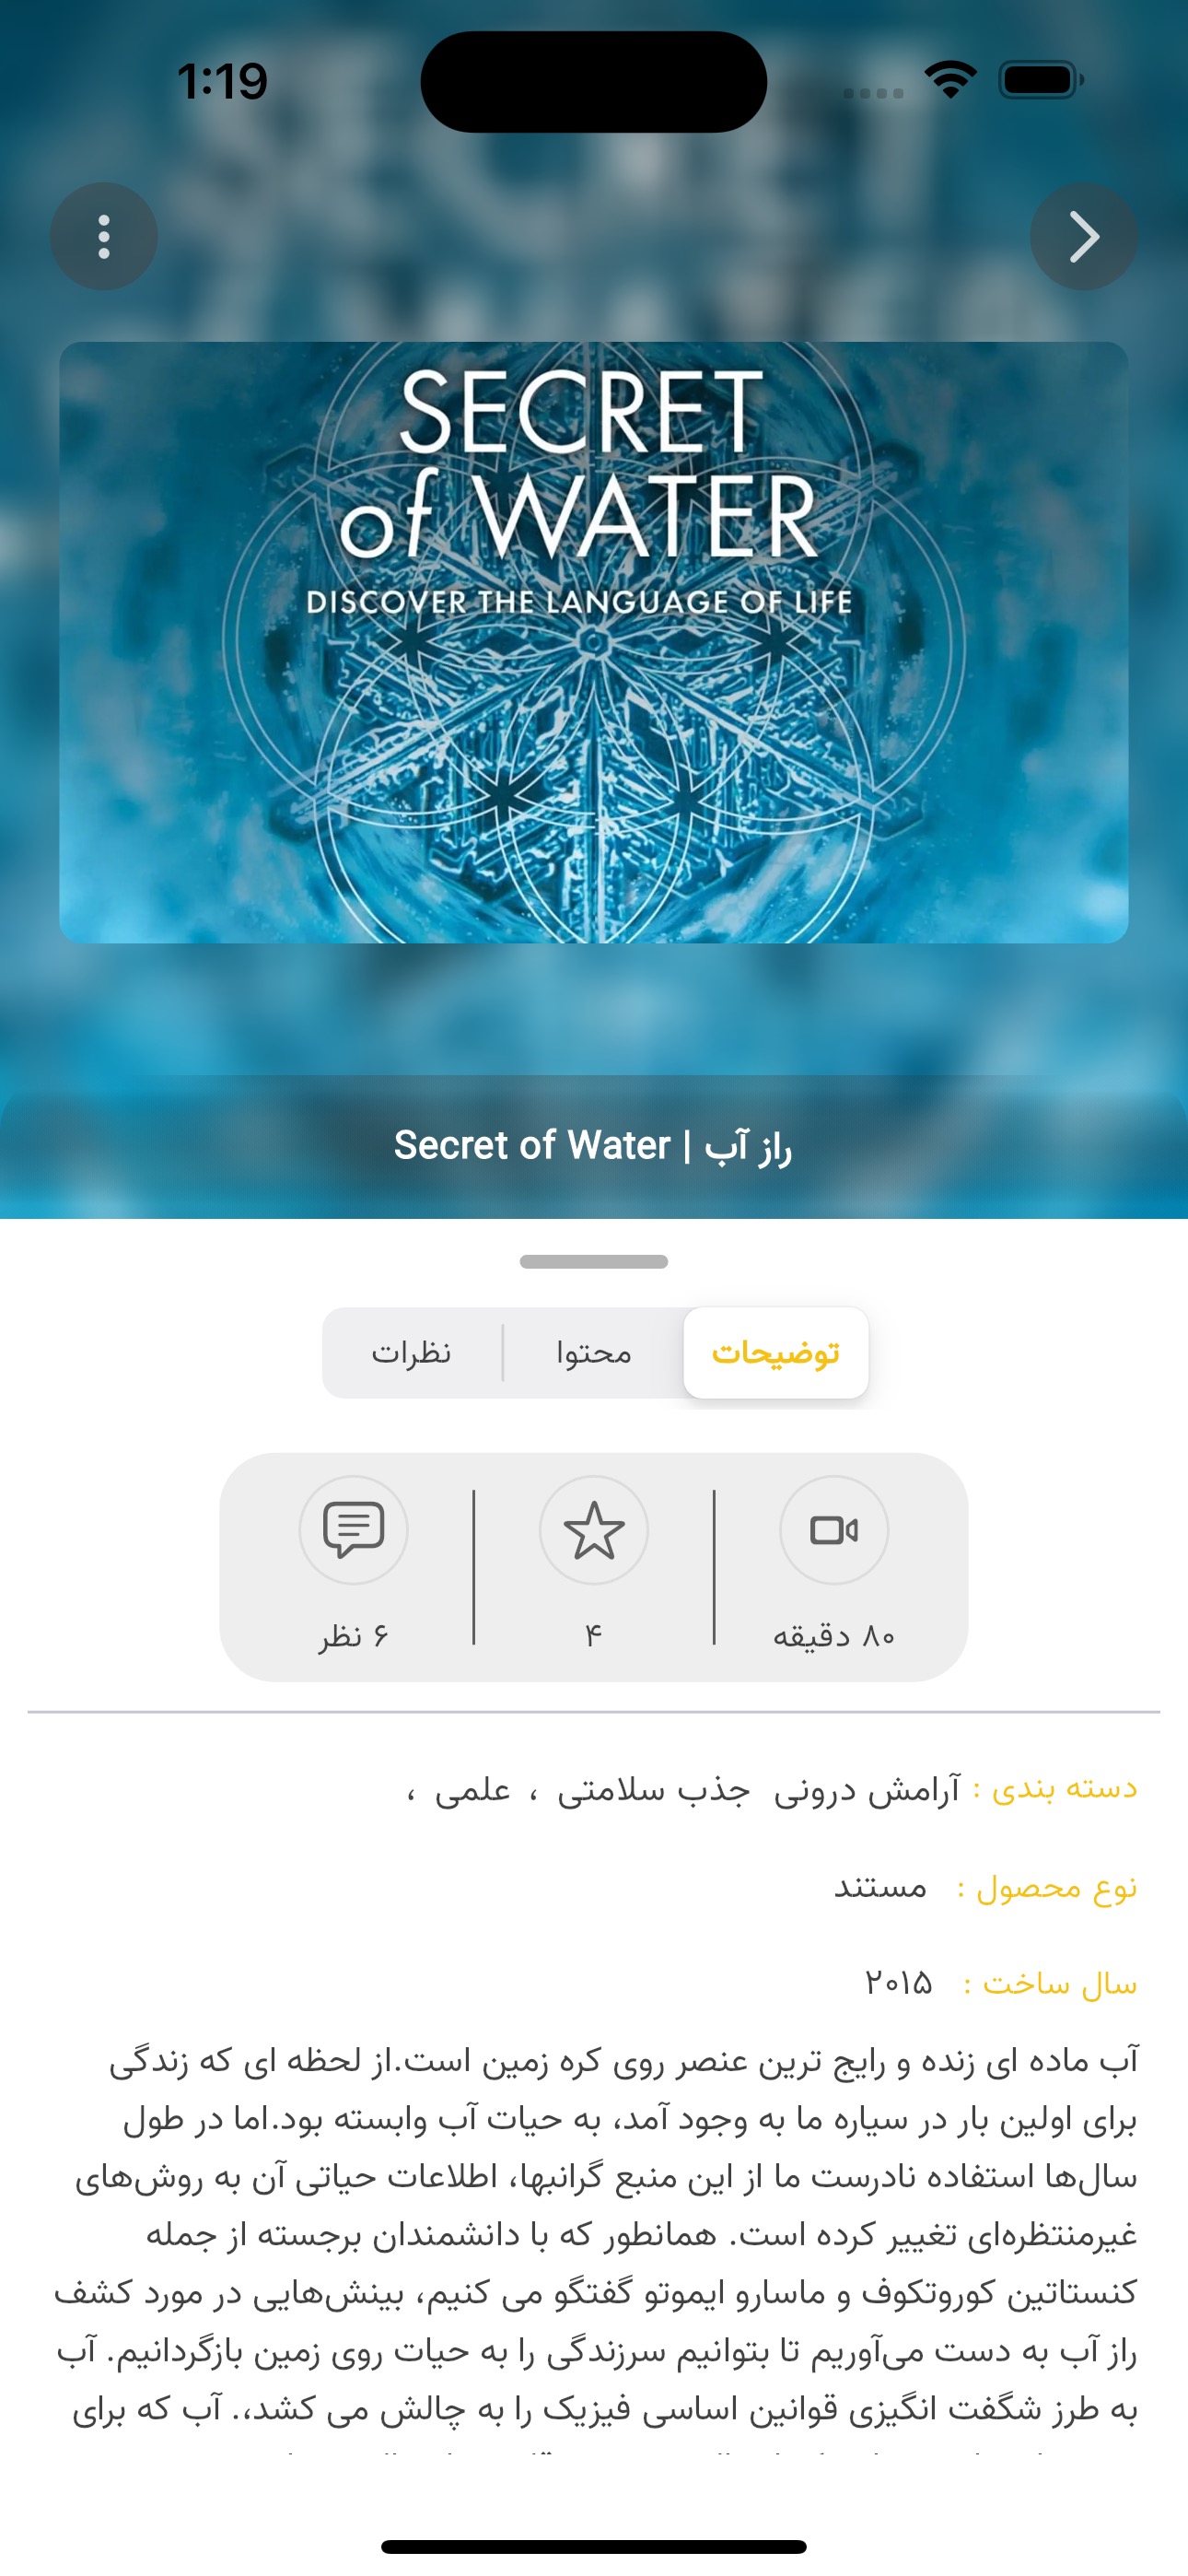 1:19
SECRET
of WATER
DISCOVER THE LANGUAGE OF LIFE
راز آب | Secret of Water
توضیحات
محتوا
نظرات
۸۰ دقیقه
۴
۶ نظر
دسته بندی : آرامش درونی جذب سلامتی ، علمی ،
نوع محصول : مستند
سال ساخت : ۲۰۱۵
آب ماده ای زنده و رایج ترین عنصر روی کره زمین است.از لحظه ای که زندگی
برای اولین بار در سیاره ما به وجود آمد، به حیات آب وابسته بود.اما در طول
سال‌ها استفاده نادرست ما از این منبع گرانبها، اطلاعات حیاتی آن به روش‌های
غیرمنتظره‌ای تغییر کرده است. همانطور که با دانشمندان برجسته از جمله
کنستاتین کوروتکوف و ماسارو ایموتو گفتگو می کنیم، بینش‌هایی در مورد کشف
راز آب به دست می‌آوریم تا بتوانیم سرزندگی را به حیات روی زمین بازگردانیم. آب
به طرز شگفت انگیزی قوانین اساسی فیزیک را به چالش می کشد،. آب که برای